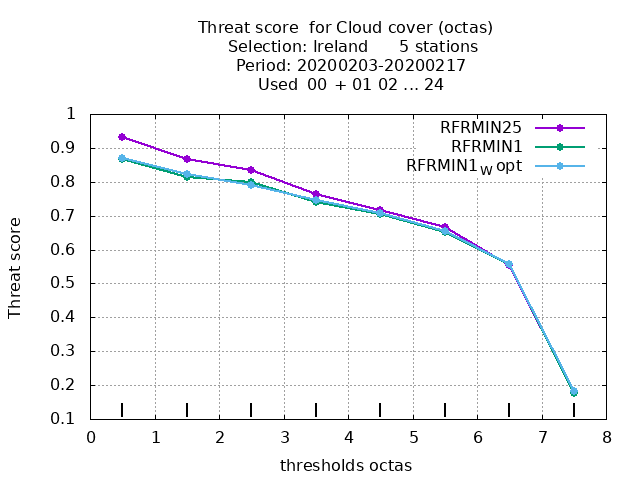 Threat score for Cloud cover (octas)
Selection: Ireland 5 stations
Period: 20200203-20200217
Used 00 + 01 02 ... 24
RFRMIN25
RFRMIN1
RFRMIN1W opt
1
0.9
0.8
0.7
0.6
0.5
0.4
0.3
0.2
0.1
Threat score
0 1 2 3 4 5 6 7 8
thresholds octas